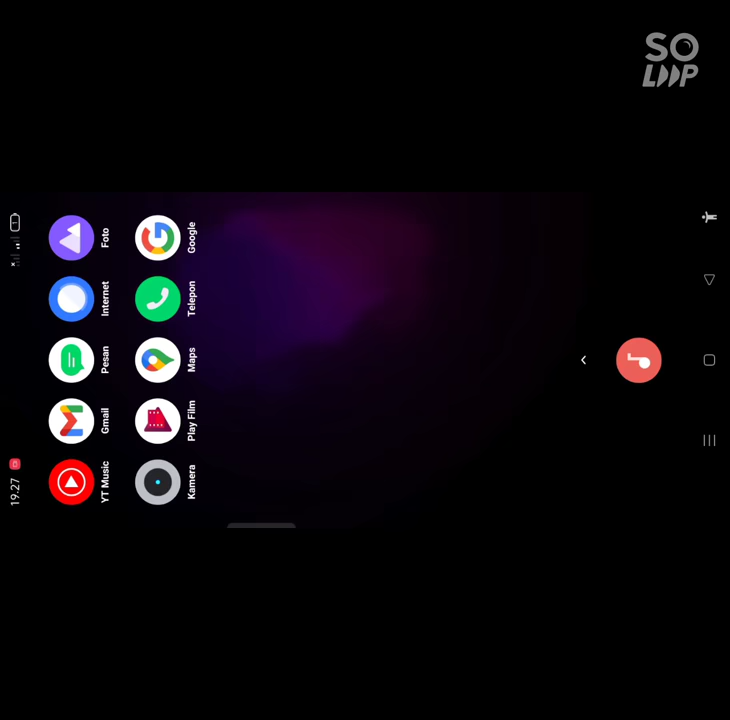 SO
LOOP
19.27
YT Music
Gmail
Pesan
Internet
Foto
Kamera
Play Film
Maps
Telepon
Google